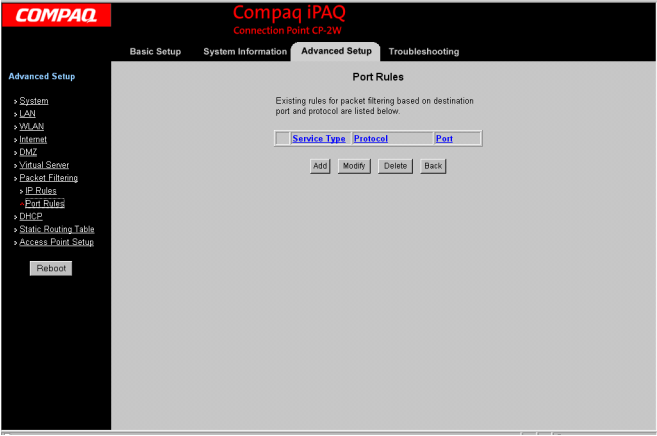 COMPAQ
Compaq iPAQ
Connection Point CP-2W
Basic Setup System Information Advanced Setup Troubleshooting
Advanced Setup
System
LAN
WLAN
Internet
DMZ
Virtual Server
Packet Filtering
IP Rules
Port Rules
DHCP
Static Routing Table
Access Point Setup
Reboot
Port Rules
Existing rules for packet filtering based on destination
port and protocol are listed below.
Service Type Protocol Port
Add Modify Delete Back